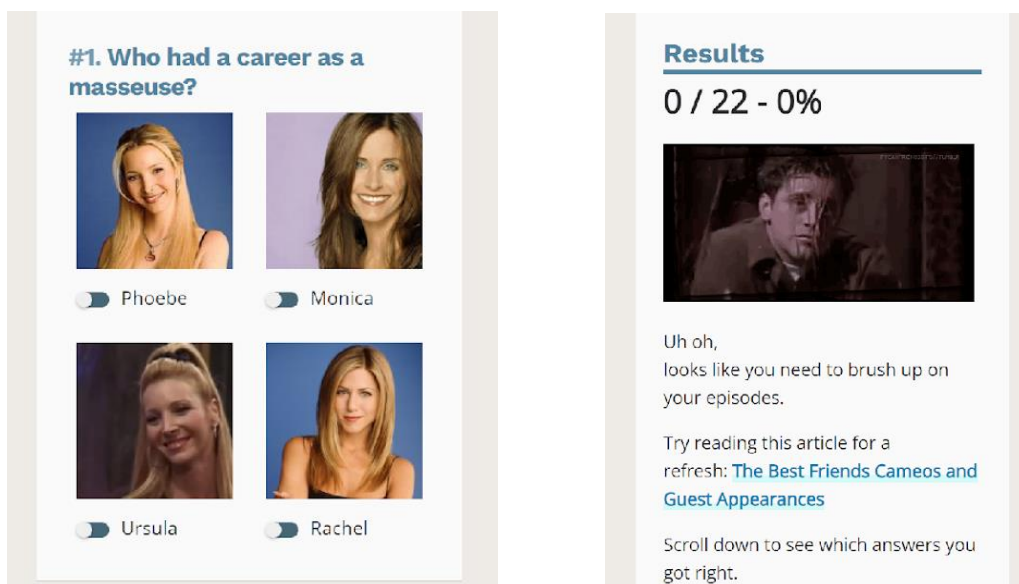 #1. Who had a career as a
masseuse?
Phoebe
Monica
Ursula
Rachel
Results
0 / 22 - 0%
Uh oh,
looks like you need to brush up on
your episodes.
Try reading this article for a
refresh: The Best Friends Cameos and
Guest Appearances
Scroll down to see which answers you
got right.